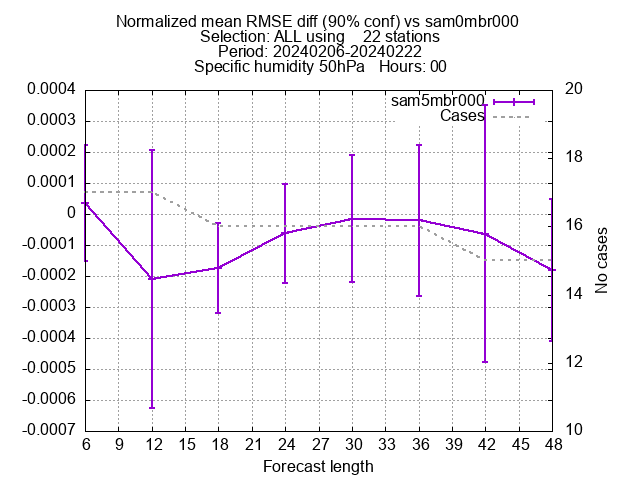 Normalized mean RMSE diff (90% conf) vs sam0mbr000
Selection: ALL using    22 stations
Period: 20240206-20240222
Specific humidity 50hPa   Hours: 00
sam5mbr000
Cases
0.0004
0.0003
0.0002
0.0001
0
-0.0001
-0.0002
-0.0003
-0.0004
-0.0005
-0.0006
-0.0007
20
18
16
14
12
10
No cases
6 9 12 15 18 21 24 27 30 33 36 39 42 45 48
Forecast length